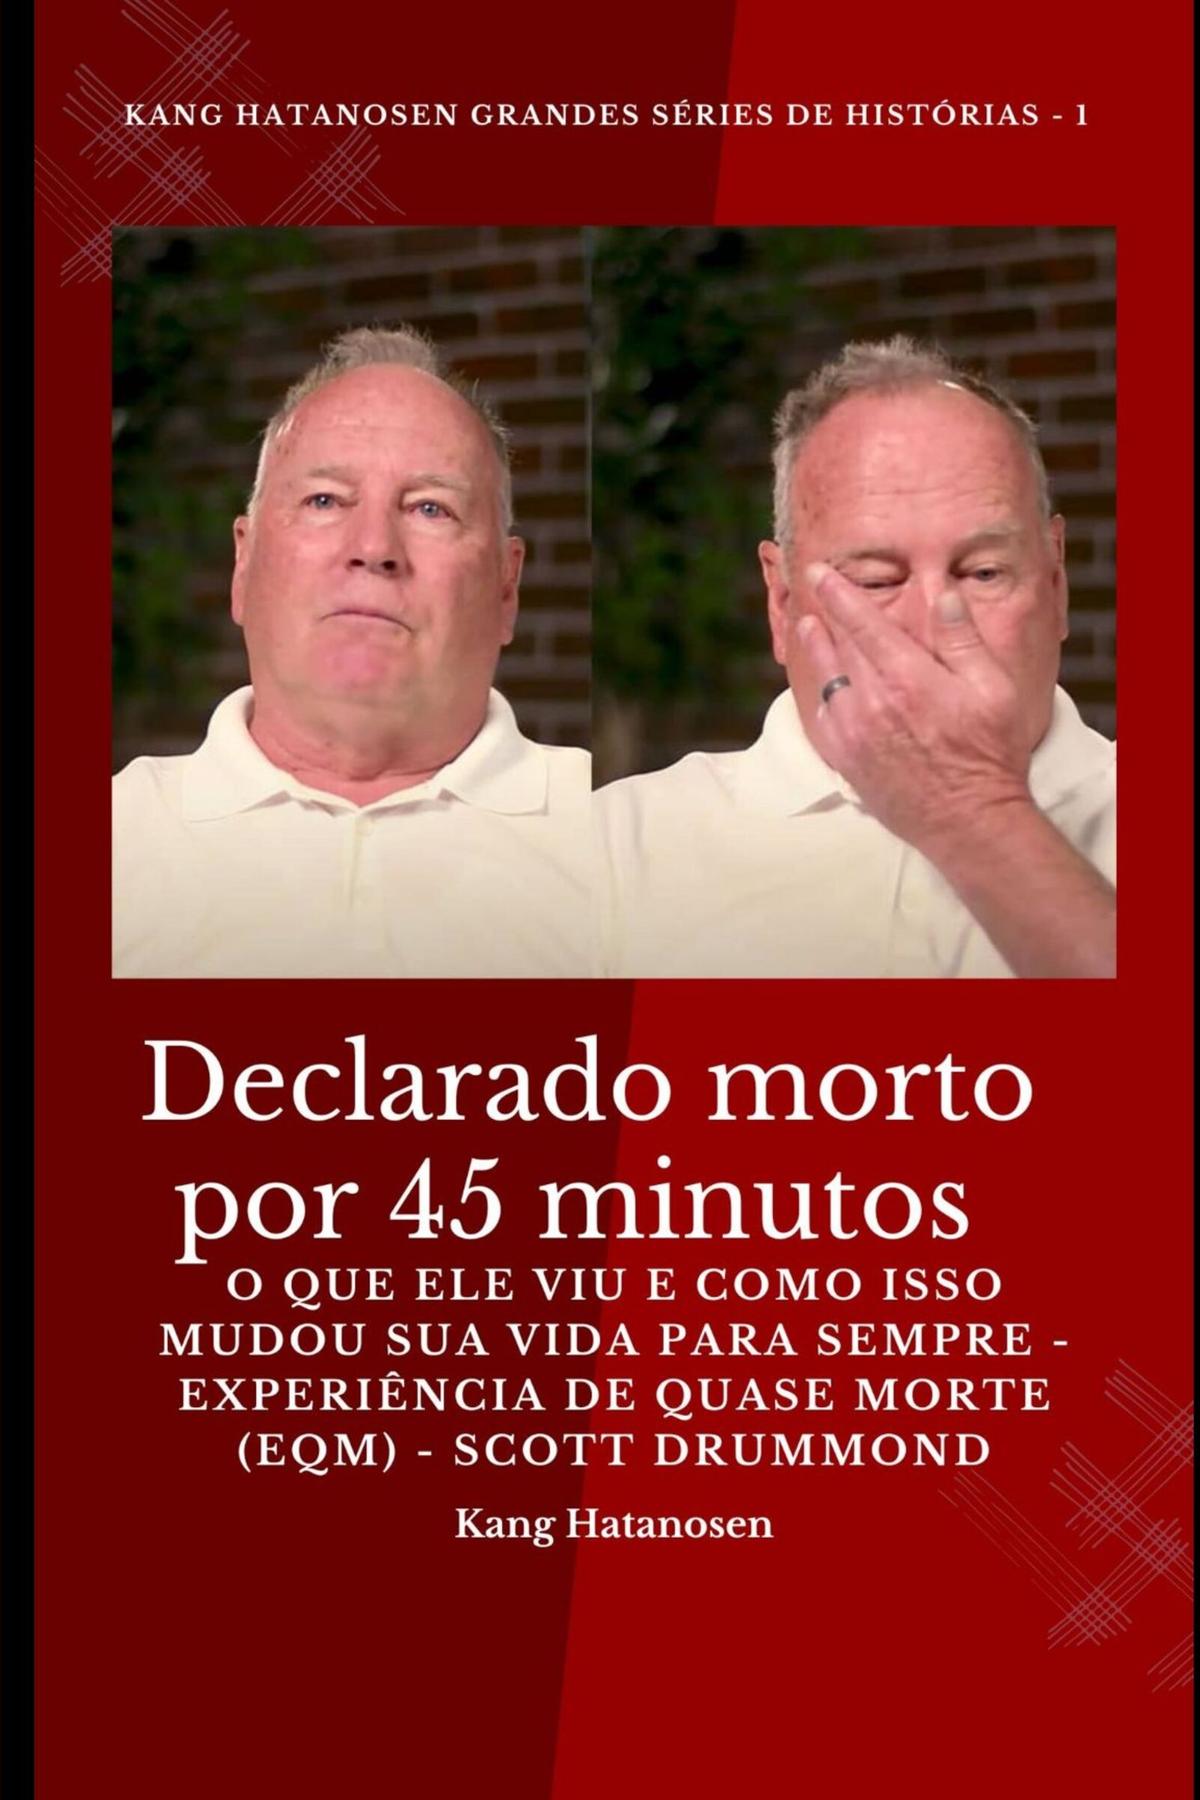 KANG HATANOSEN GRANDES SÉRIES DE HISTÓRIAS - 1
Declarado morto
por 45 minutos
O QUE ELE VIU E COMO ISSO
MUDOU SUA VIDA PARA SEMPRE -
EXPERIÊNCIA DE QUASE MORTE
(EQM) - SCOTT DRUMMOND
Kang Hatanosen